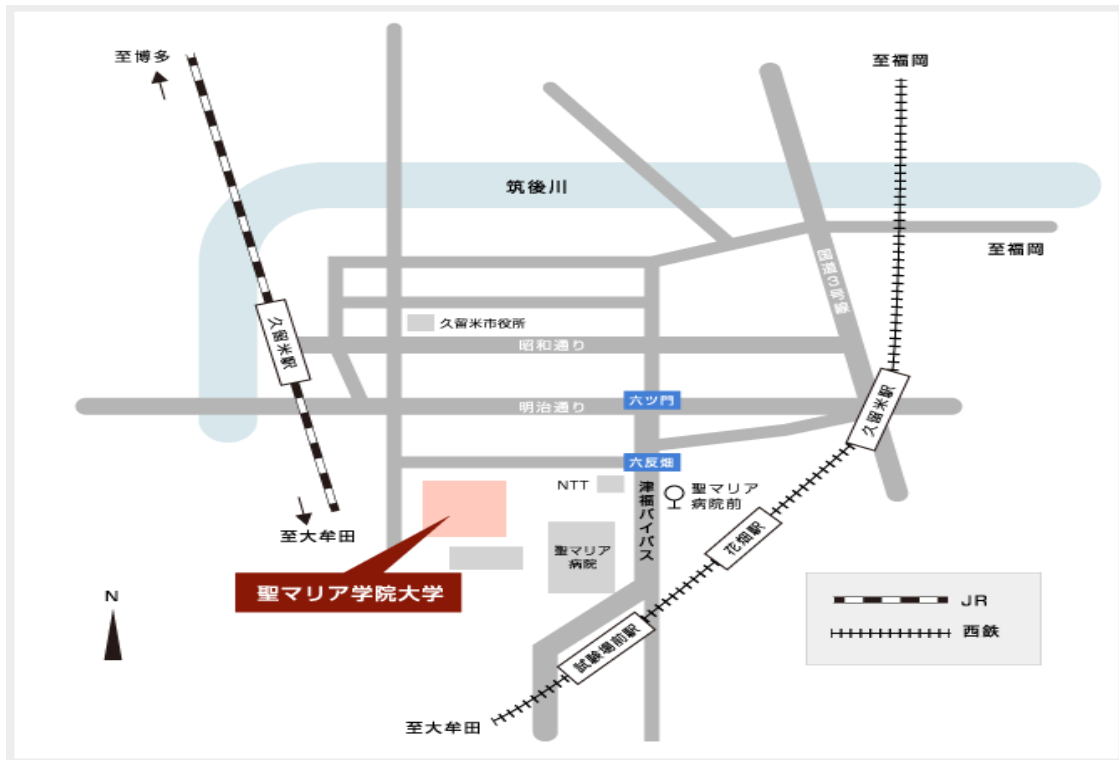 至博多
至福岡
筑後川
至福岡
国道3号線
久留米市役所
久留米駅
昭和通り
六ツ門
明治通り
久留米駅
六反畑
NTT
津福バイパス
聖マリア
病院前
至大牟田
花畑駅
聖マリア
病院
聖マリア学院大学
N
JR
西鉄
試験場前駅
至大牟田